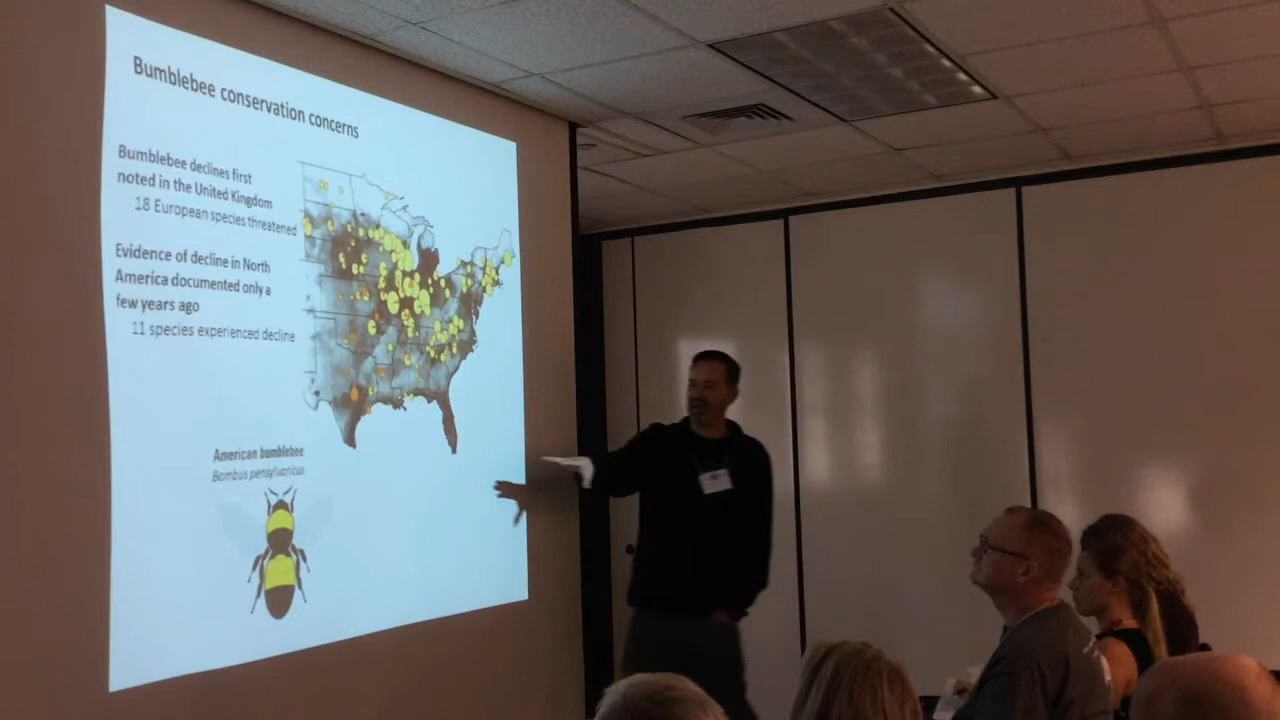 Bumblebee conservation concerns
Bumblebee declines first
noted in the United Kingdom
18 European species threatened
Evidence of decline in North
America documented only a
few years ago
11 species experienced decline
American bumblebee
Bombus pensylvanicus